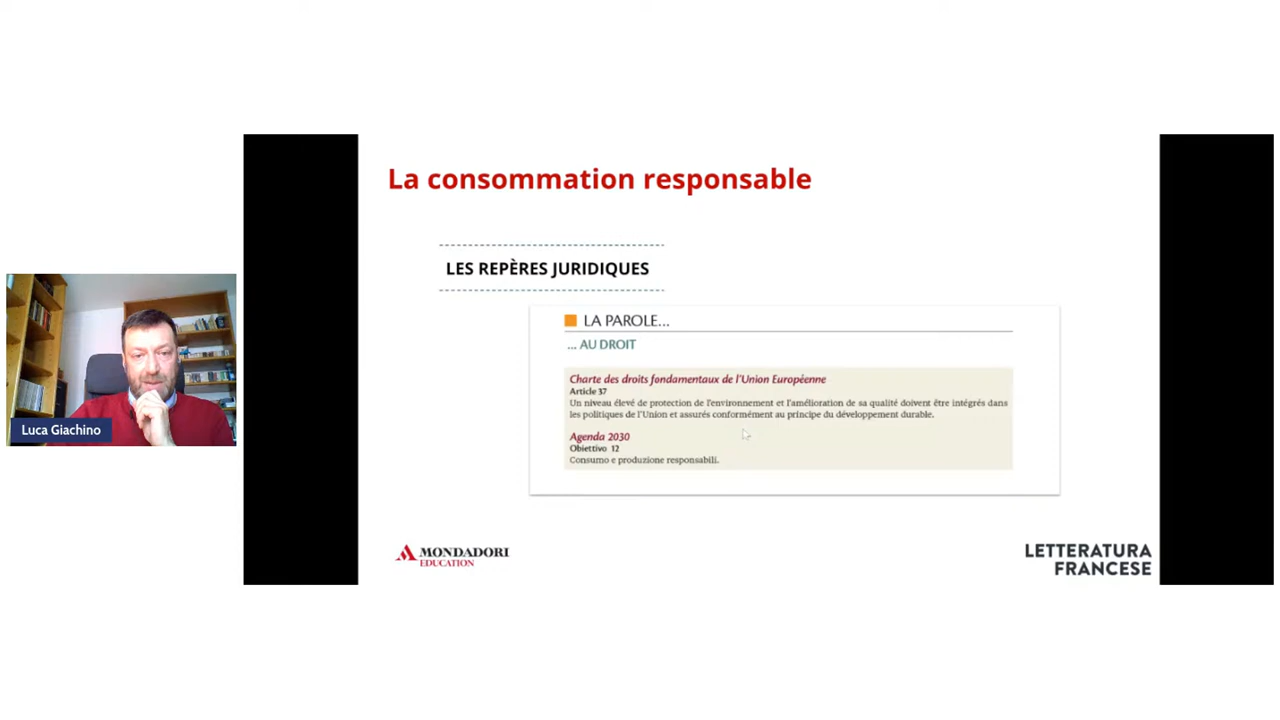 La consommation responsable
LES REPÈRES JURIDIQUES
LA PAROLE...
... AU DROIT
Charte des droits fondamentaux de l'Union Européenne
Article 37
Un niveau élevé de protection de l'environnement et l'amélioration de sa qualité doivent être intégrés dans
les politiques de l'Union et assurés conformément au principe du développement durable.
Agenda 2030
Obiettivo 12
Consumo e produzione responsabili.
Luca Giachino
MONDADORI
EDUCATION
LETTERATURA
FRANCESE